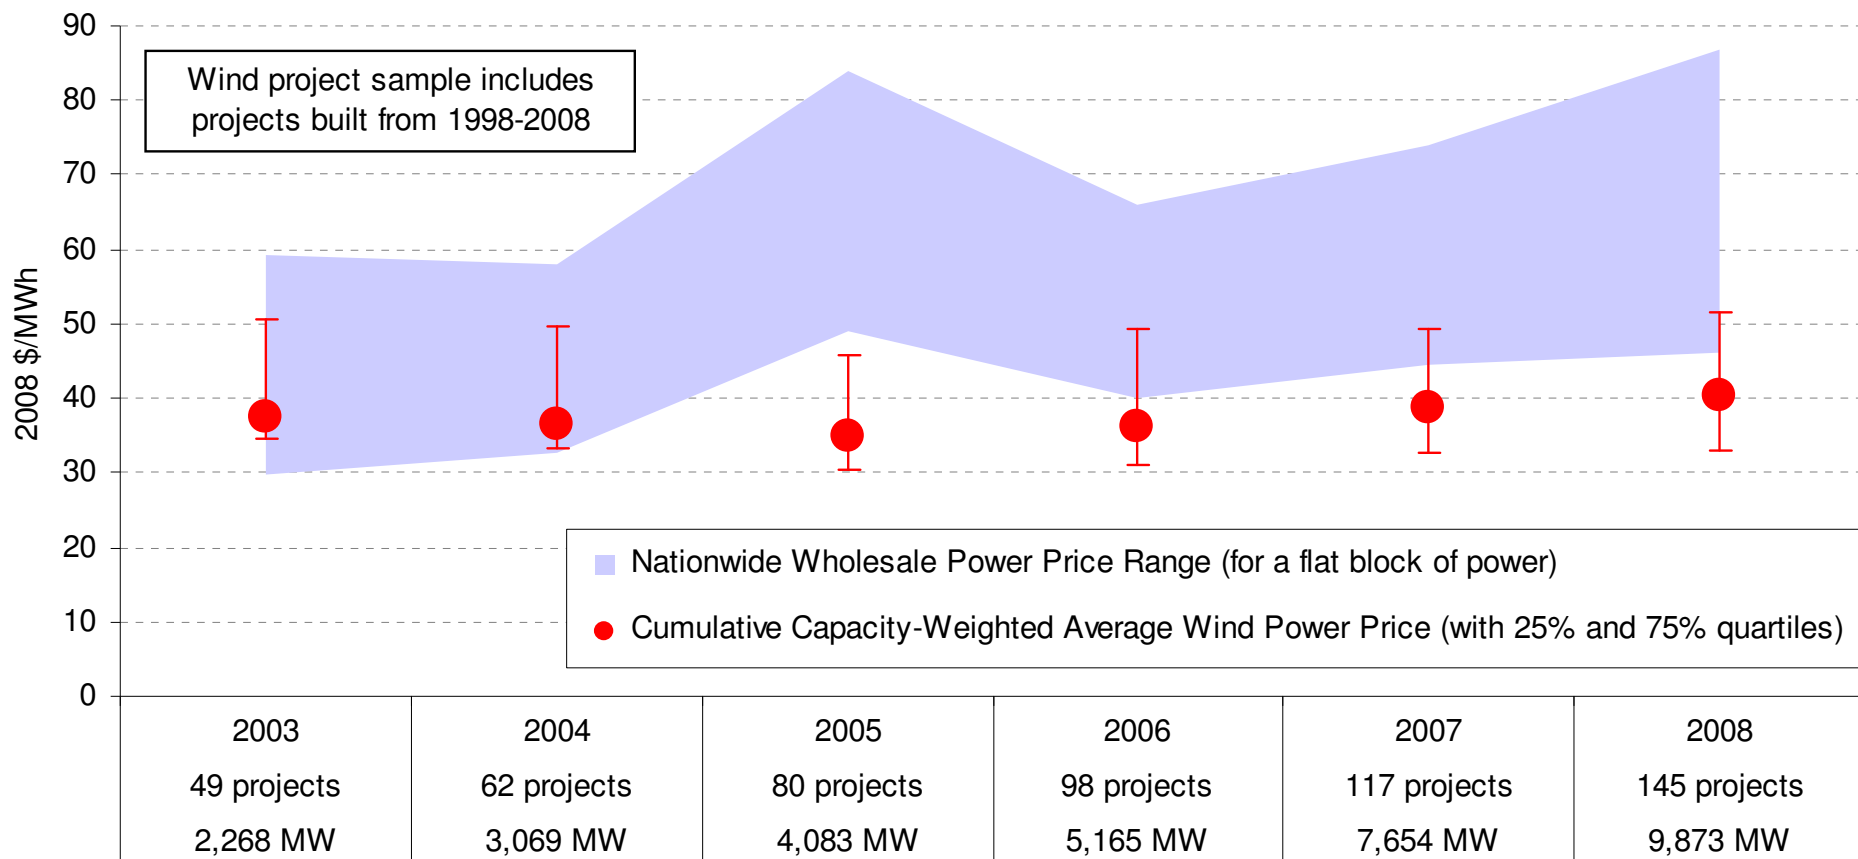 90
80
70
60
50
40
30
20
10
0
2008 $/MWh
Wind project sample includes
projects built from 1998-2008
Nationwide Wholesale Power Price Range (for a flat block of power)
Cumulative Capacity-Weighted Average Wind Power Price (with 25% and 75% quartiles)
2003 2004 2005 2006 2007 2008
49 projects 62 projects 80 projects 98 projects 117 projects 145 projects
2,268 MW 3,069 MW 4,083 MW 5,165 MW 7,654 MW 9,873 MW